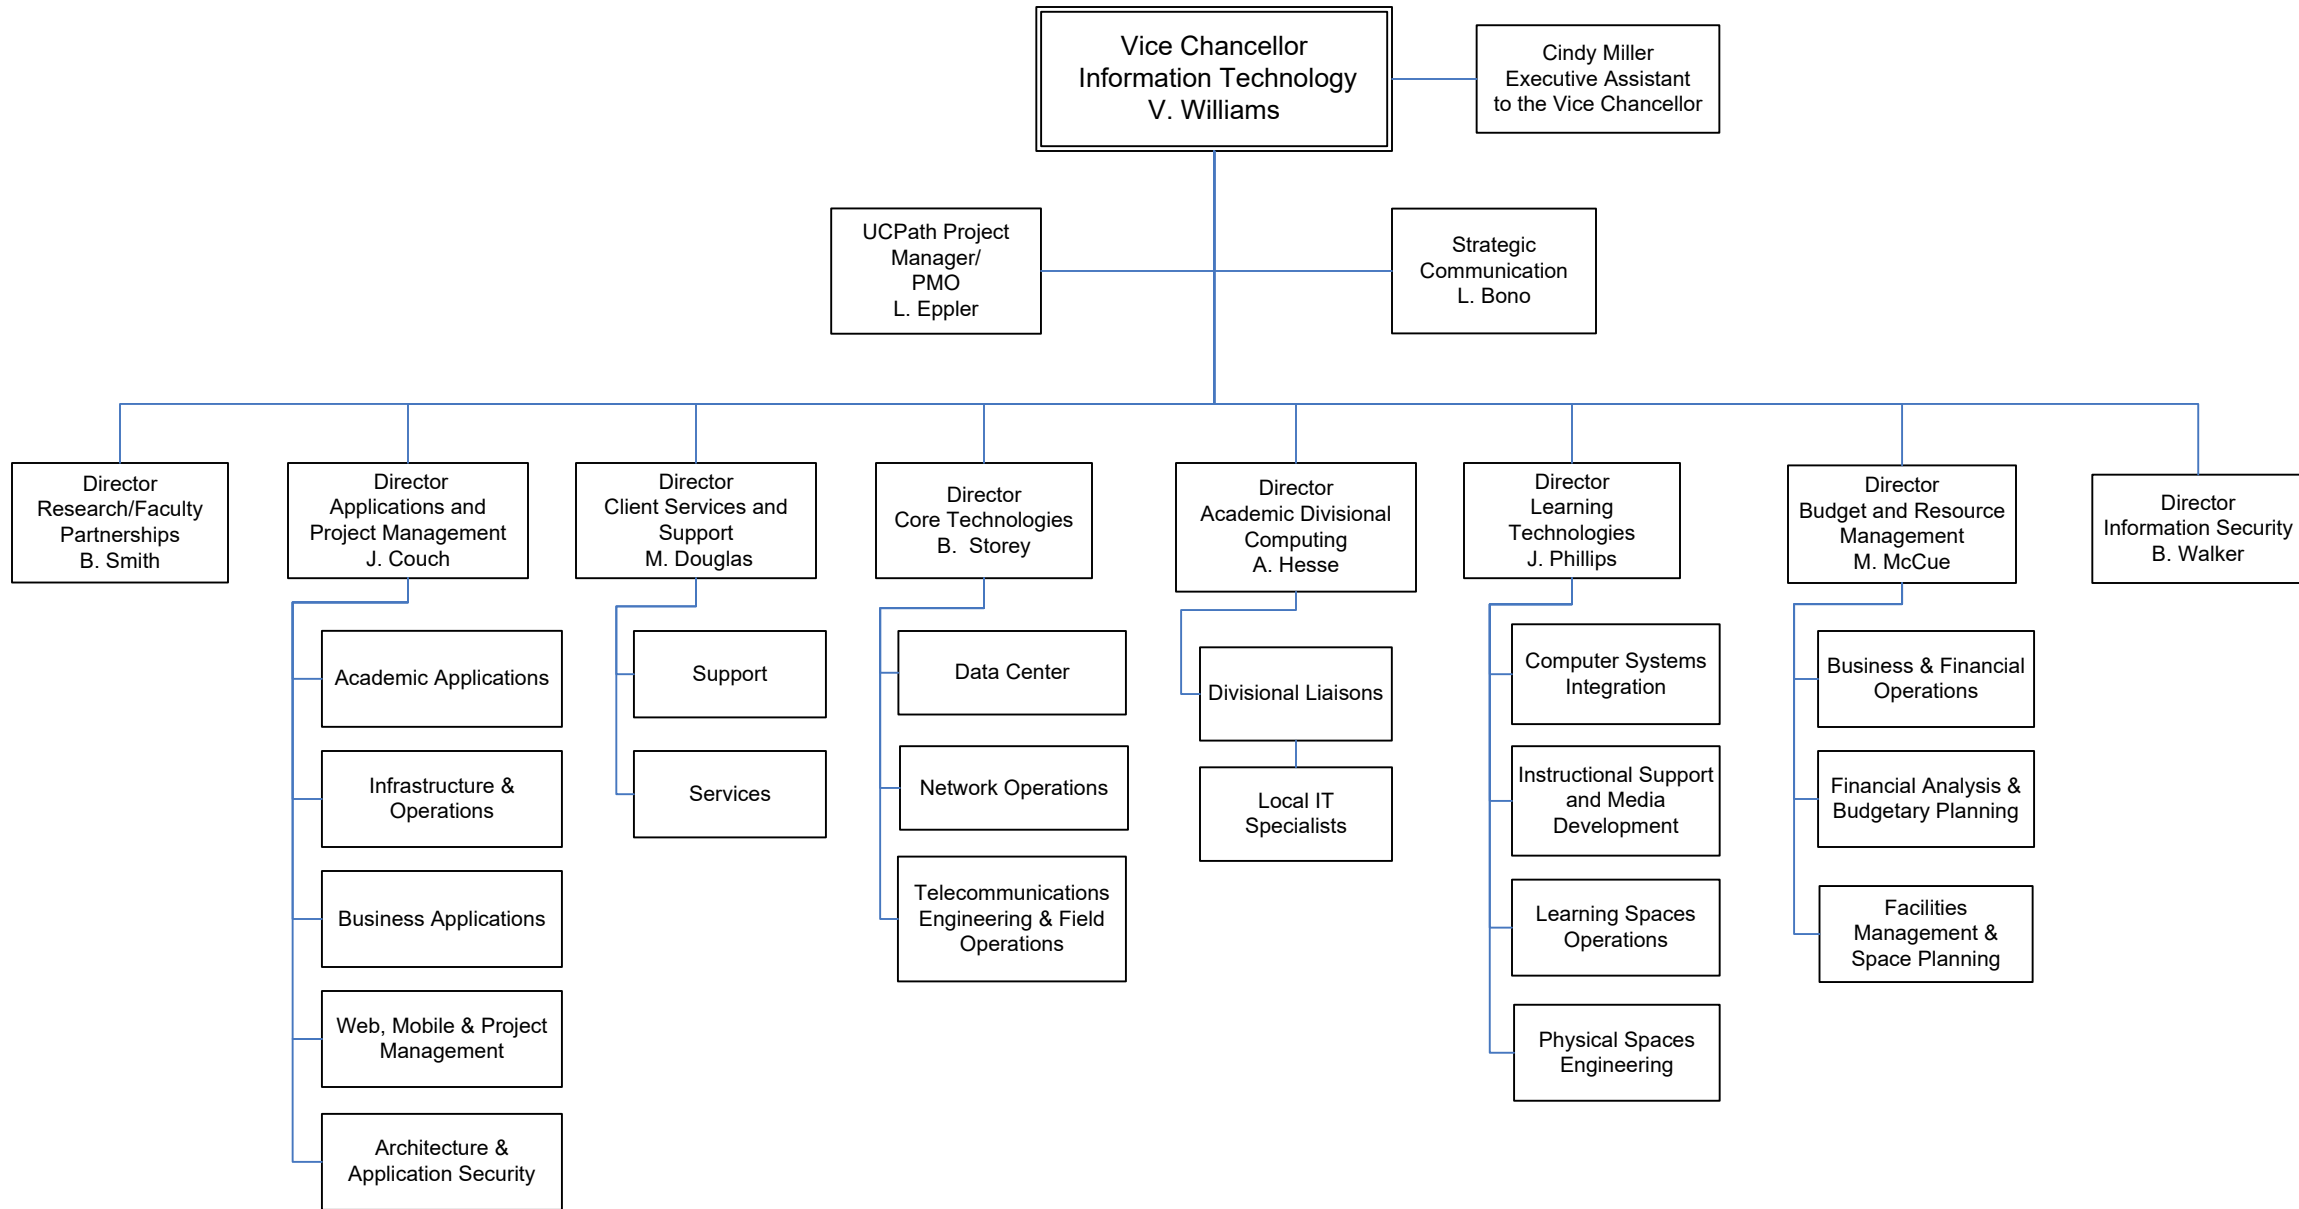 Vice Chancellor
Information Technology
V. Williams
Cindy Miller
Executive Assistant
to the Vice Chancellor
UCPath Project
Manager/
PMO
L. Eppler
Strategic
Communication
L. Bono
Director
Research/Faculty
Partnerships
B. Smith
Director
Applications and
Project Management
J. Couch
Director
Client Services and
Support
M. Douglas
Director
Core Technologies
B.  Storey
Director
Academic Divisional
Computing
A. Hesse
Director
Learning
Technologies
J. Phillips
Director
Budget and Resource
Management
M. McCue
Director
Information Security
B. Walker
Academic Applications
Infrastructure &
Operations
Business Applications
Web, Mobile & Project
Management
Architecture &
Application Security
Support
Services
Data Center
Network Operations
Telecommunications
Engineering & Field
Operations
Divisional Liaisons
Local IT
Specialists
Computer Systems
Integration
Instructional Support
and Media
Development
Learning Spaces
Operations
Physical Spaces
Engineering
Business & Financial
Operations
Financial Analysis &
Budgetary Planning
Facilities
Management &
Space Planning